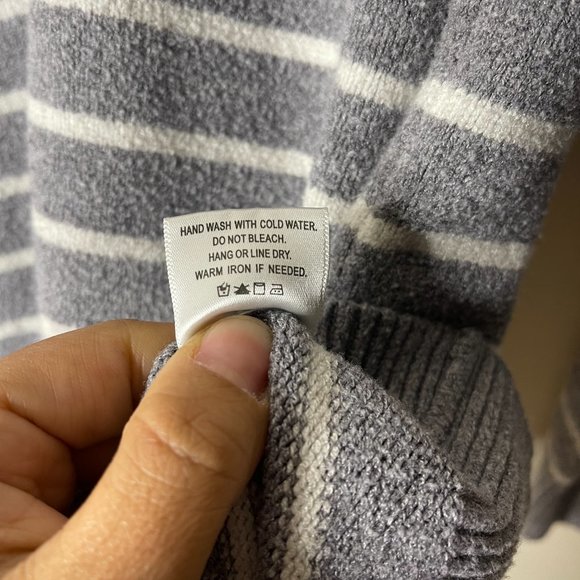 HAND WASH WITH COLD WATER.
DO NOT BLEACH.
HANG OR LINE DRY.
WARM IRON IF NEEDED.